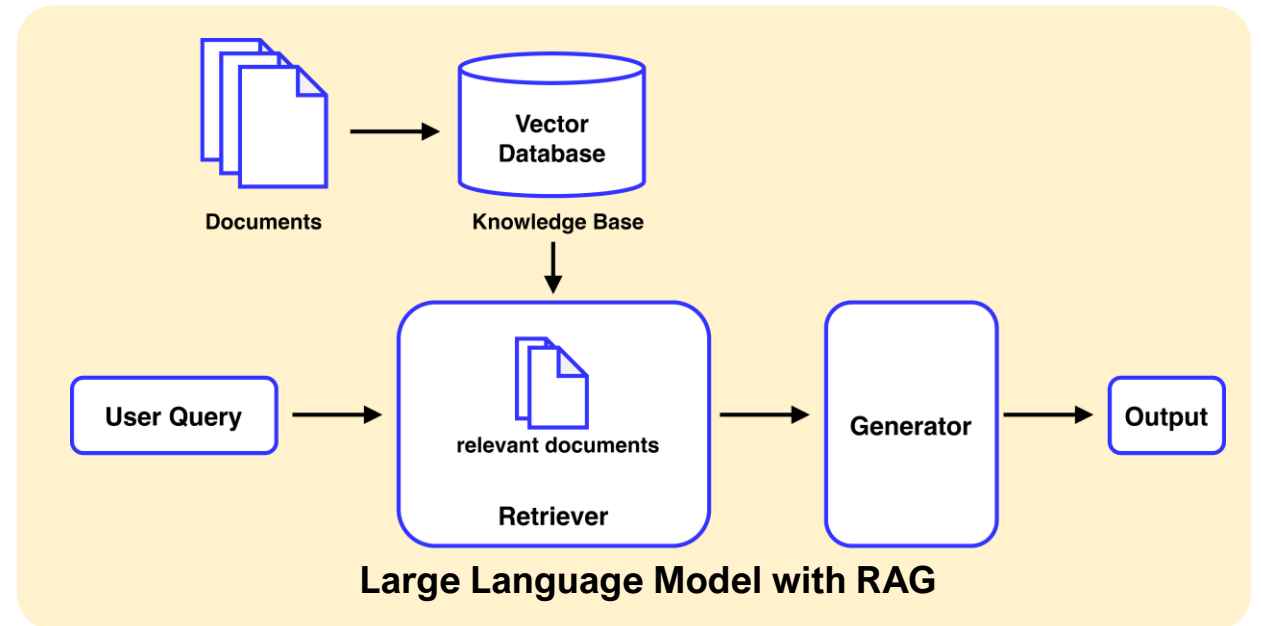 Vector
Database
Documents
Knowledge Base
User Query
relevant documents
Retriever
Generator
Output
Large Language Model with RAG